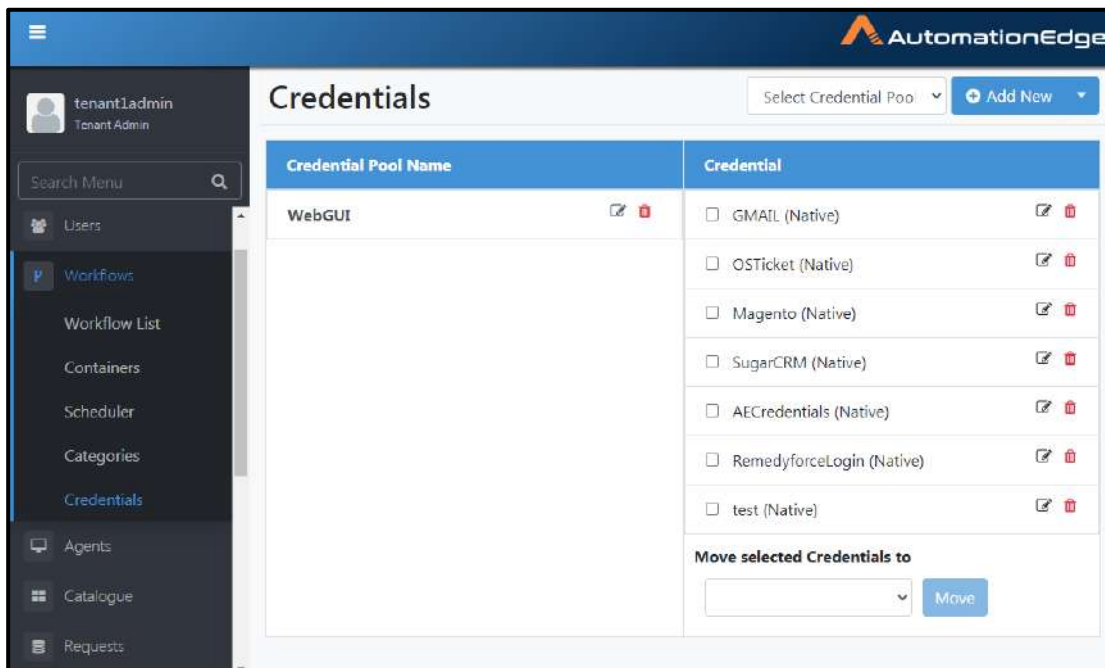 AutomationEdge
tenant1admin
Tenant Admin
Search Menu
Users
Workflows
Workflow List
Containers
Scheduler
Categories
Credentials
Agents
Catalogue
Requests
Credentials
Select Credential Poo
Add New
Credential Pool Name
WebGUI
Credential
GMAIL (Native)
OSTicket (Native)
Magento (Native)
SugarCRM (Native)
AECredentials (Native)
RemedyforceLogin (Native)
test (Native)
Move selected Credentials to
Move